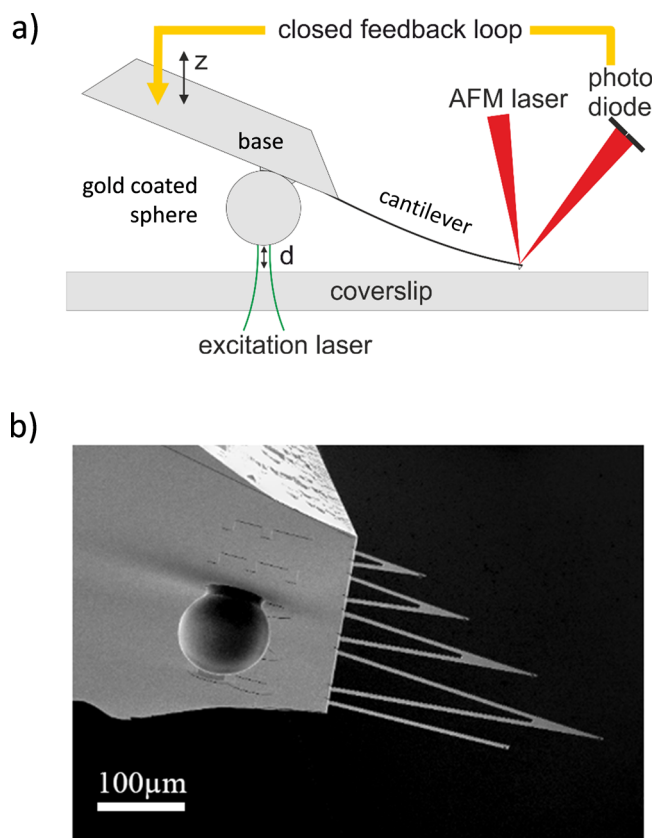 a)
closed feedback loop
z
photo
diode
AFM laser
base
gold coated
sphere
cantilever
d
coverslip
excitation laser
b)
100µm